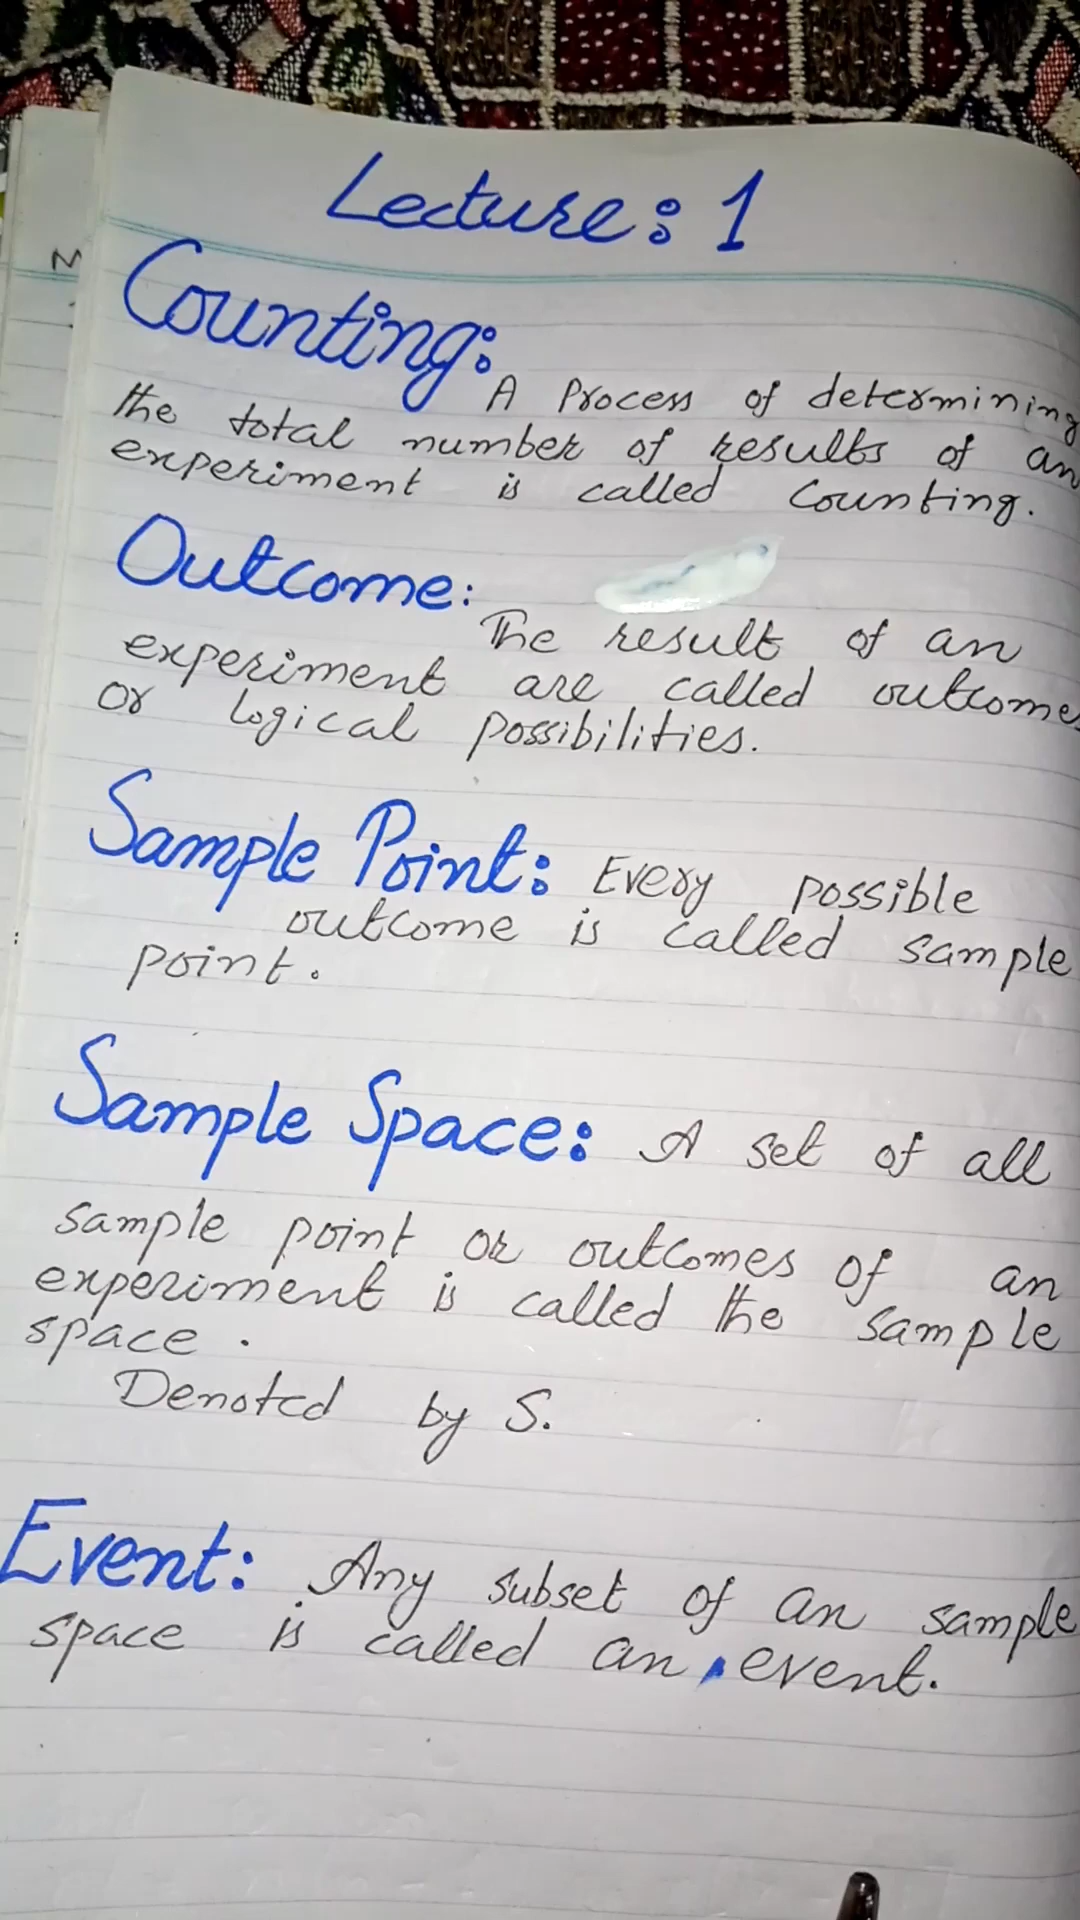 Lecture: 1
Counting:
A Process of determining
the total number of results of an
experiment is called Counting.
Outcome:
The result of an
experiment are called outcomes
or logical possibilities.
Sample Point: Every possible
outcome is called sample
point.
Sample Space: A set of all
sample point or outcomes of an
experiment is called the sample
space.
Denoted by S.
Event: Any subset of an sample
space is called an event.